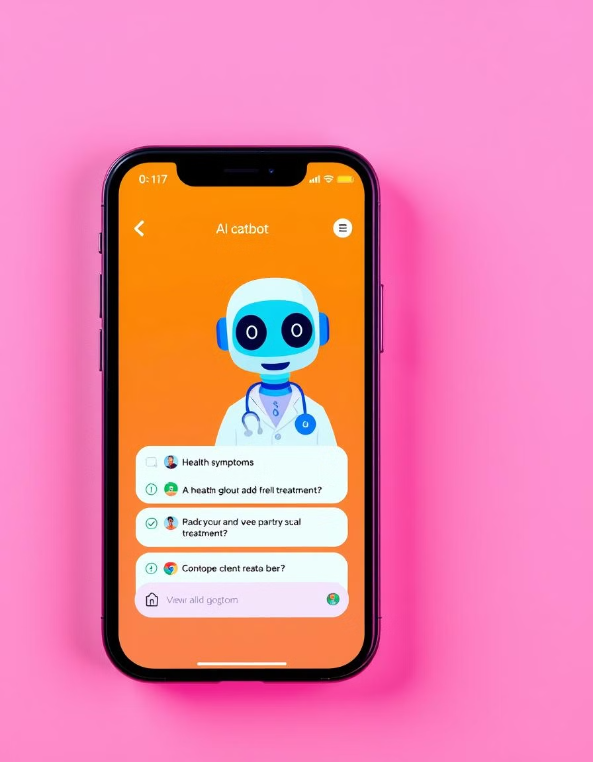 0:117
AI catbot
Health symptoms
A heath glout add frell treatment?
Padcyour and vee partry scal
treatment?
Contope client reata ber?
View alld gogtom